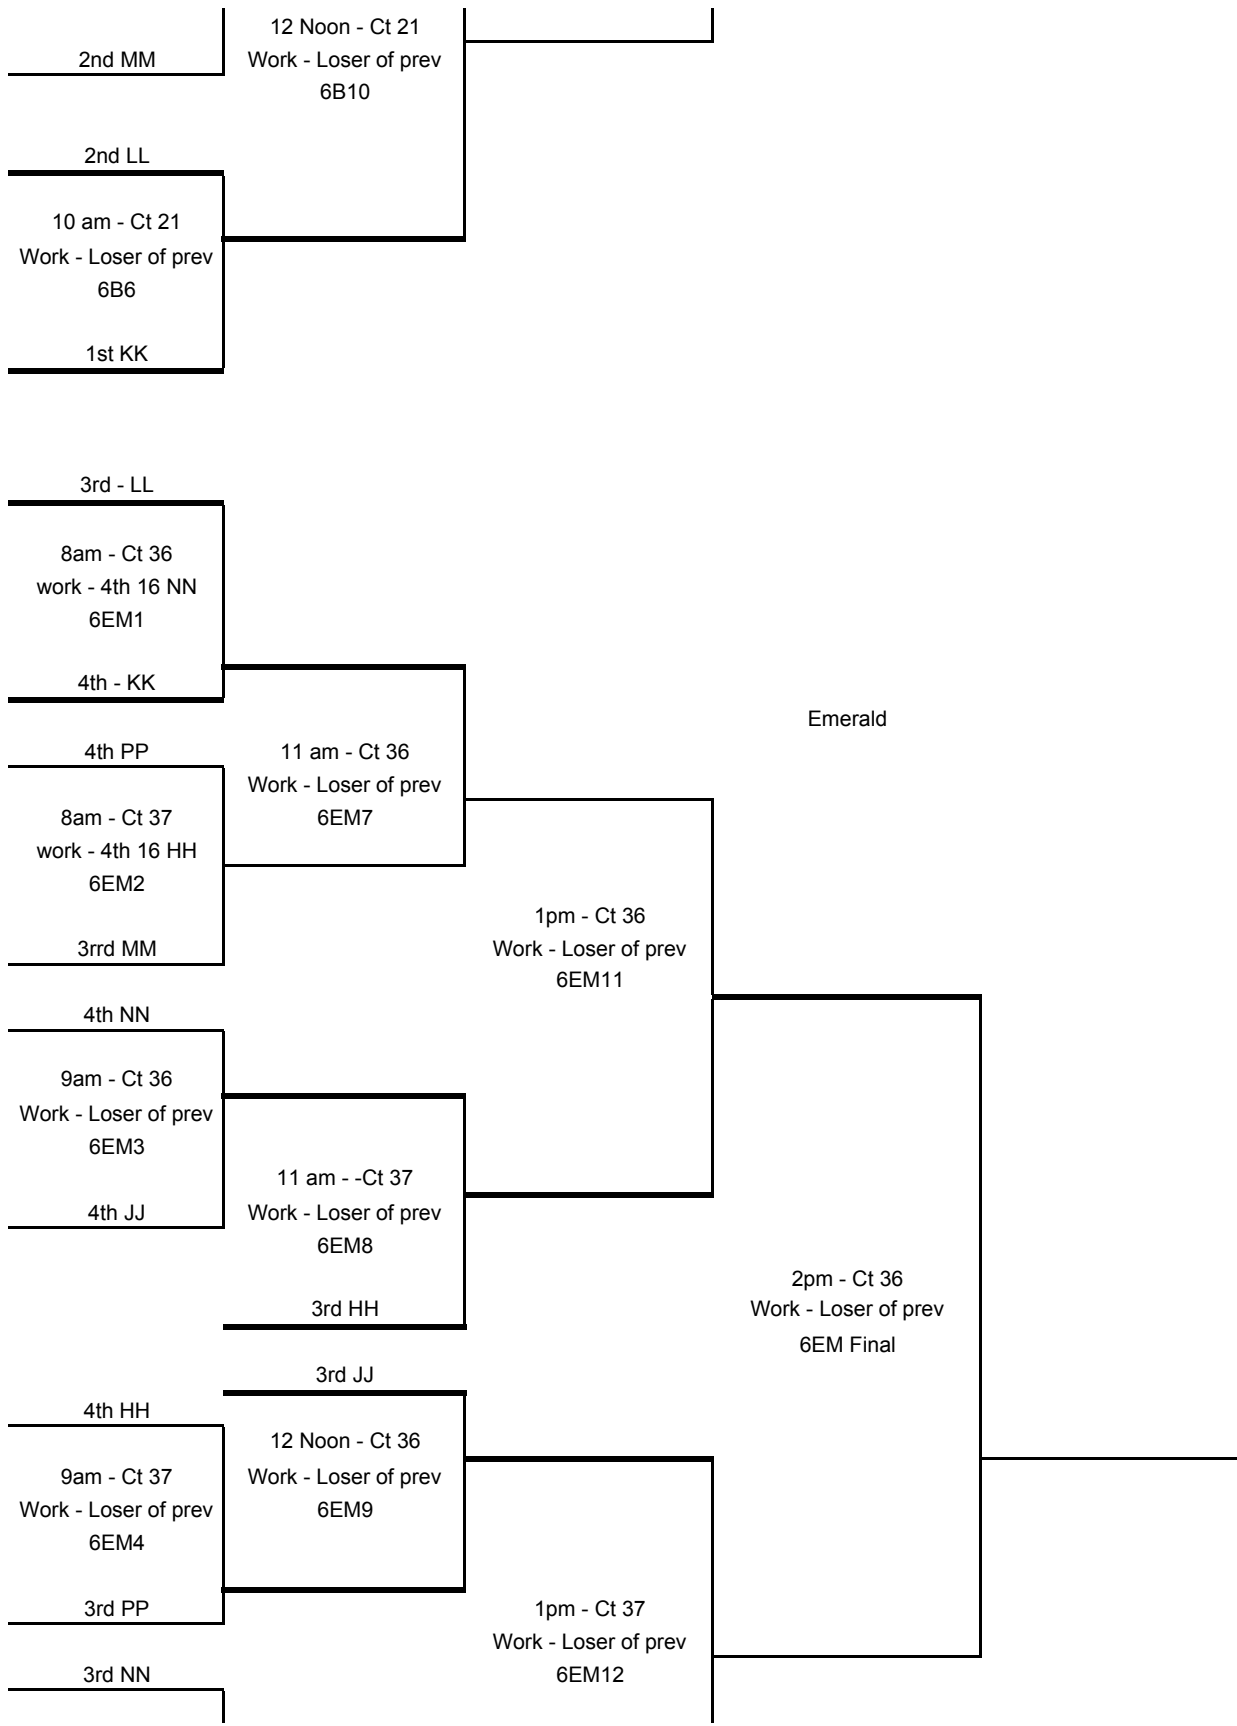 12 Noon - Ct 21
2nd MM
Work - Loser of prev
6B10
2nd LL
10 am - Ct 21
Work - Loser of prev
6B6
1st KK
3rd - LL
8am - Ct 36
work - 4th 16 NN
6EM1
4th - KK
Emerald
4th PP
11 am - Ct 36
Work - Loser of prev
6EM7
8am - Ct 37
work - 4th 16 HH
6EM2
1pm - Ct 36
Work - Loser of prev
6EM11
3rrd MM
4th NN
9am - Ct 36
Work - Loser of prev
6EM3
11 am - -Ct 37
Work - Loser of prev
6EM8
4th JJ
2pm - Ct 36
Work - Loser of prev
6EM Final
3rd HH
3rd JJ
4th HH
12 Noon - Ct 36
Work - Loser of prev
6EM9
9am - Ct 37
Work - Loser of prev
6EM4
3rd PP
1pm - Ct 37
Work - Loser of prev
6EM12
3rd NN